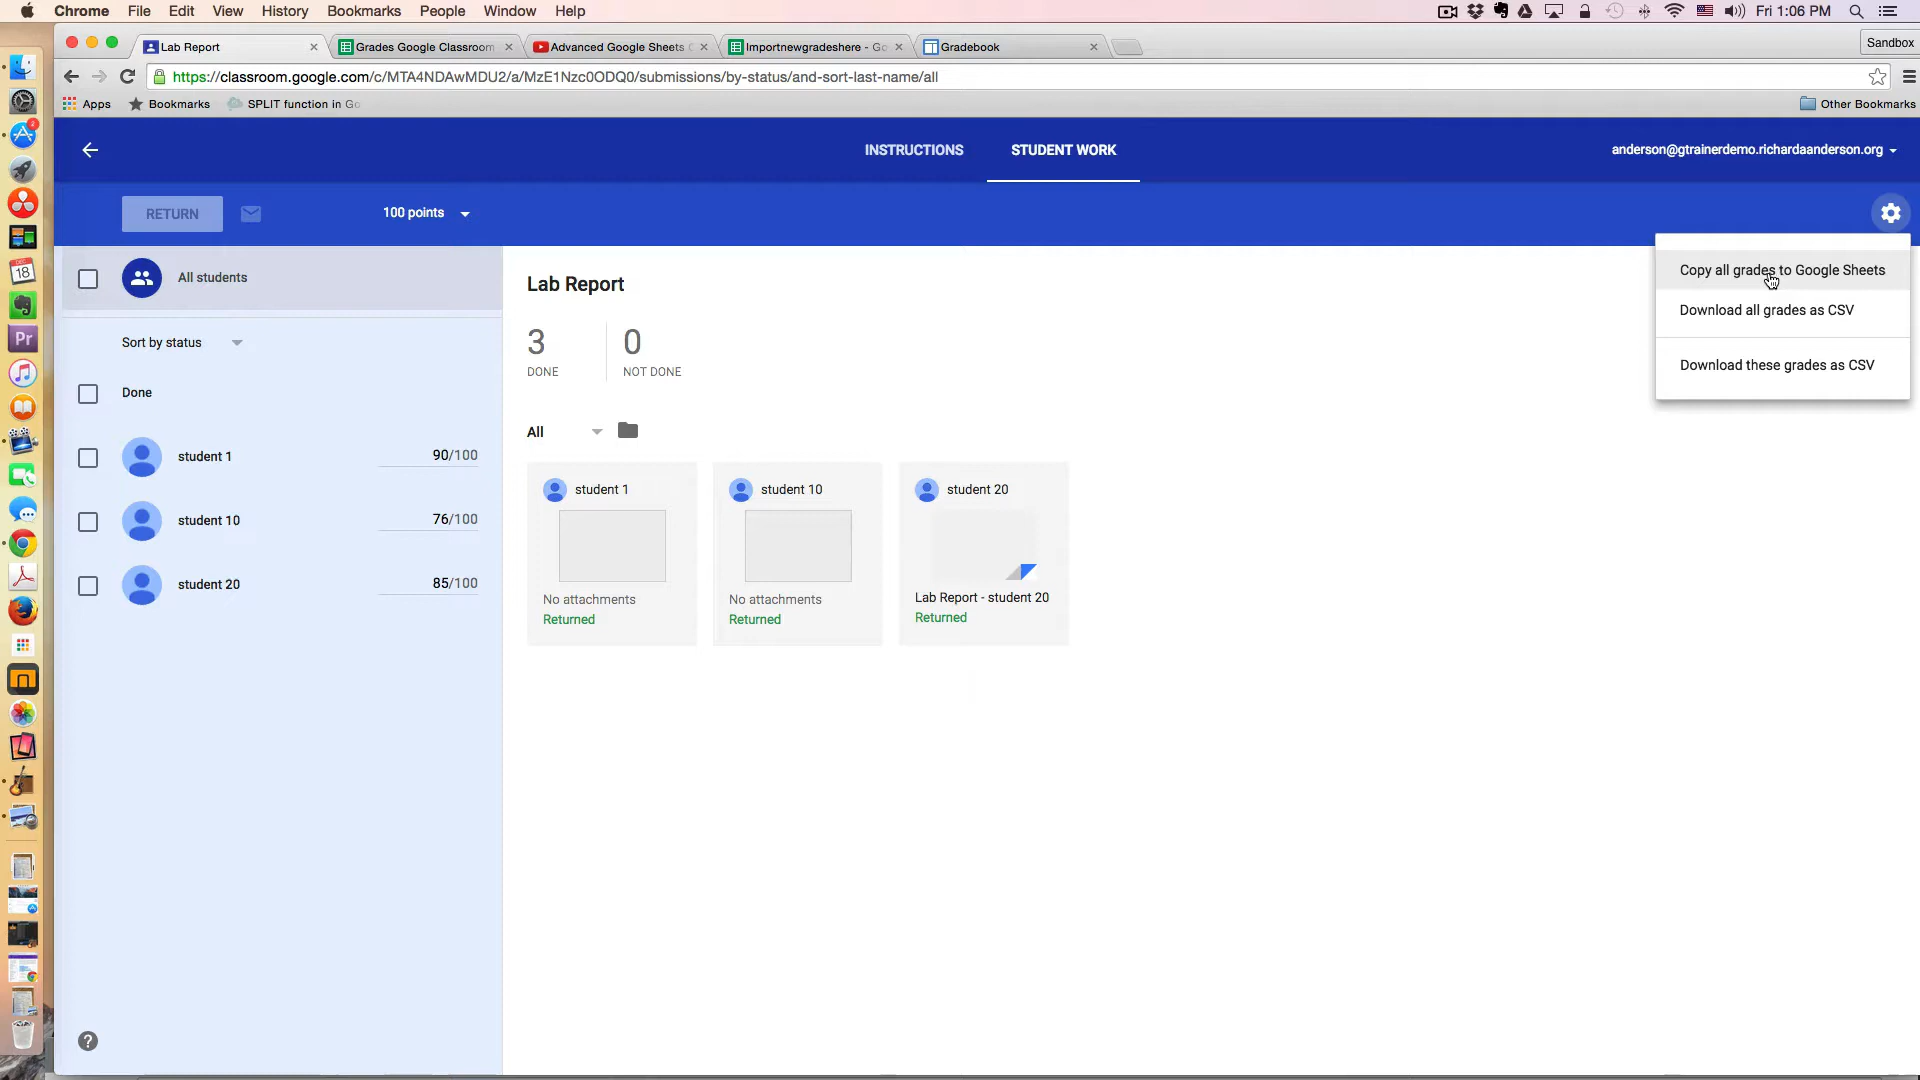 Chrome File Edit View History Bookmarks People Window Help
Fri 1:06 PM
Lab Report
Grades Google Classroom
Advanced Google Sheets
Importnewgradeshere - Go
Gradebook
Sandbox
https://classroom.google.com/c/MTA4NDAwMDU2/a/MzE1Nzc0ODQ0/submissions/by-status/and-sort-last-name/all
Apps Bookmarks SPLIT function in Go
Other Bookmarks
INSTRUCTIONS STUDENT WORK
anderson@gtrainerdemo.richardaanderson.org
RETURN
100 points
Copy all grades to Google Sheets
Download all grades as CSV
Download these grades as CSV
All students
Sort by status
Done
student 1 90/100
student 10 76/100
student 20 85/100
Lab Report
3 0
DONE NOT DONE
All
student 1
No attachments
Returned
student 10
No attachments
Returned
student 20
Lab Report - student 20
Returned
DEC
18
2
Pr
?